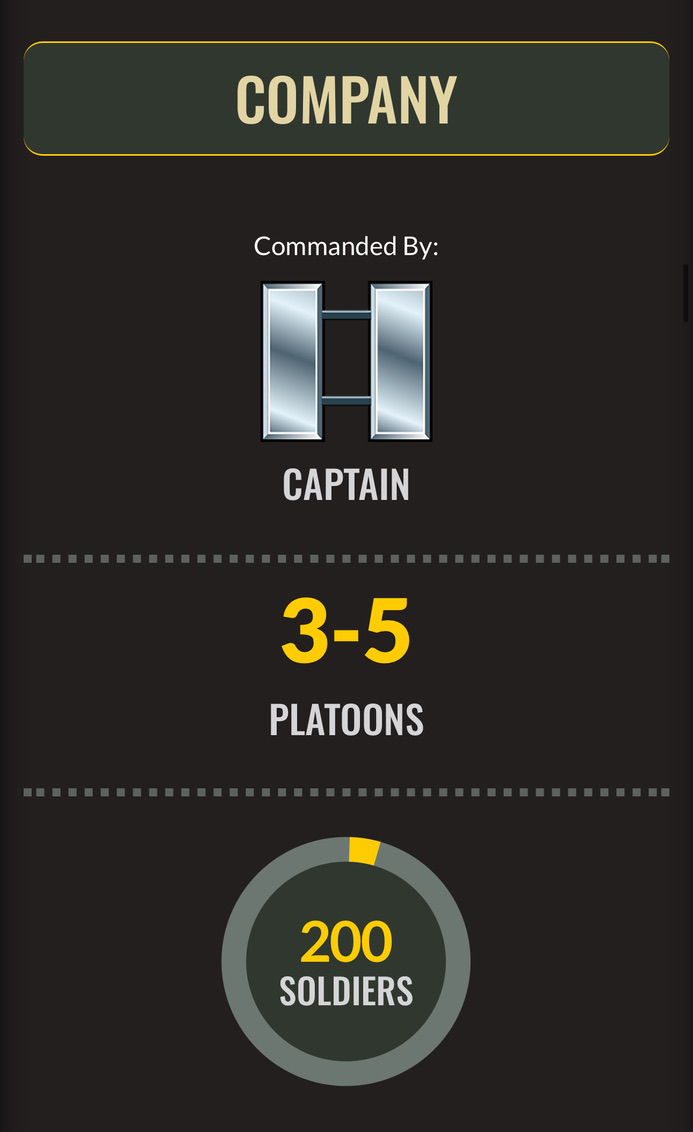 COMPANY
Commanded By:
CAPTAIN
3-5
PLATOONS
200
SOLDIERS